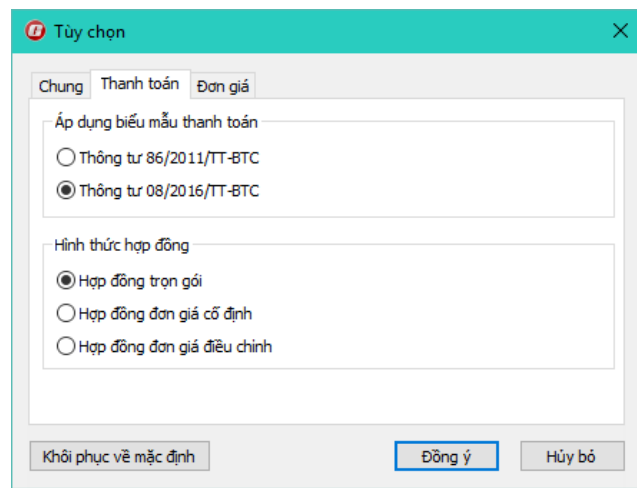 Tùy chọn
Chung Thanh toán Đơn giá
Áp dụng biểu mẫu thanh toán
Thông tư 86/2011/TT-BTC
Thông tư 08/2016/TT-BTC
Hình thức hợp đồng
Hợp đồng trọn gói
Hợp đồng đơn giá cố định
Hợp đồng đơn giá điều chỉnh
Khôi phục về mặc định Đồng ý Hủy bỏ